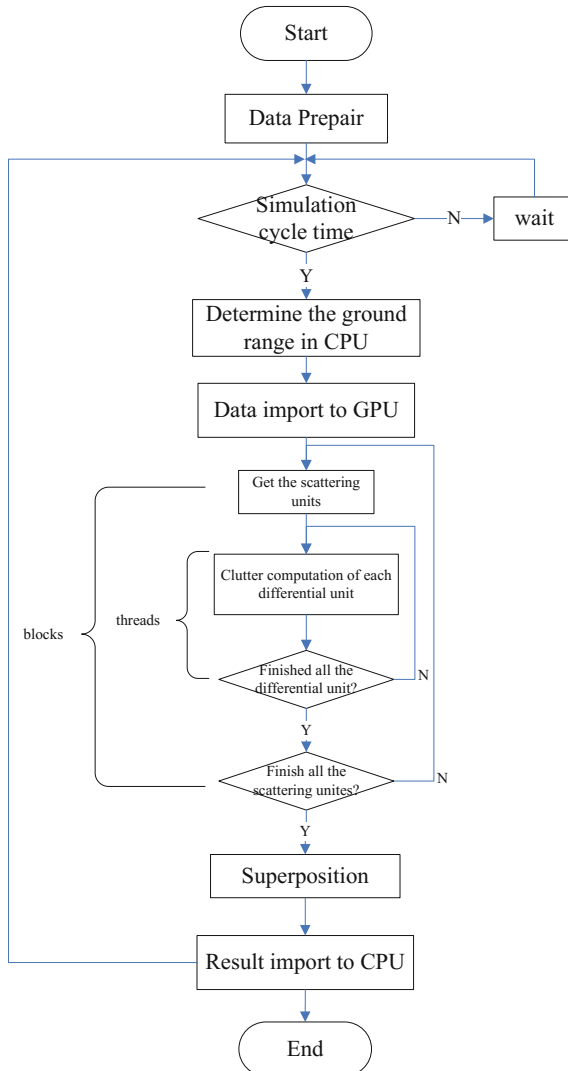 Start
Data Prepair
Simulation
cycle time
N
wait
Y
Determine the ground
range in CPU
Data import to GPU
Get the scattering
units
Clutter computation of each
differential unit
threads
blocks
Finished all the
differential unit?
N
Y
Finish all the
scattering unites?
N
Y
Superposition
Result import to CPU
End